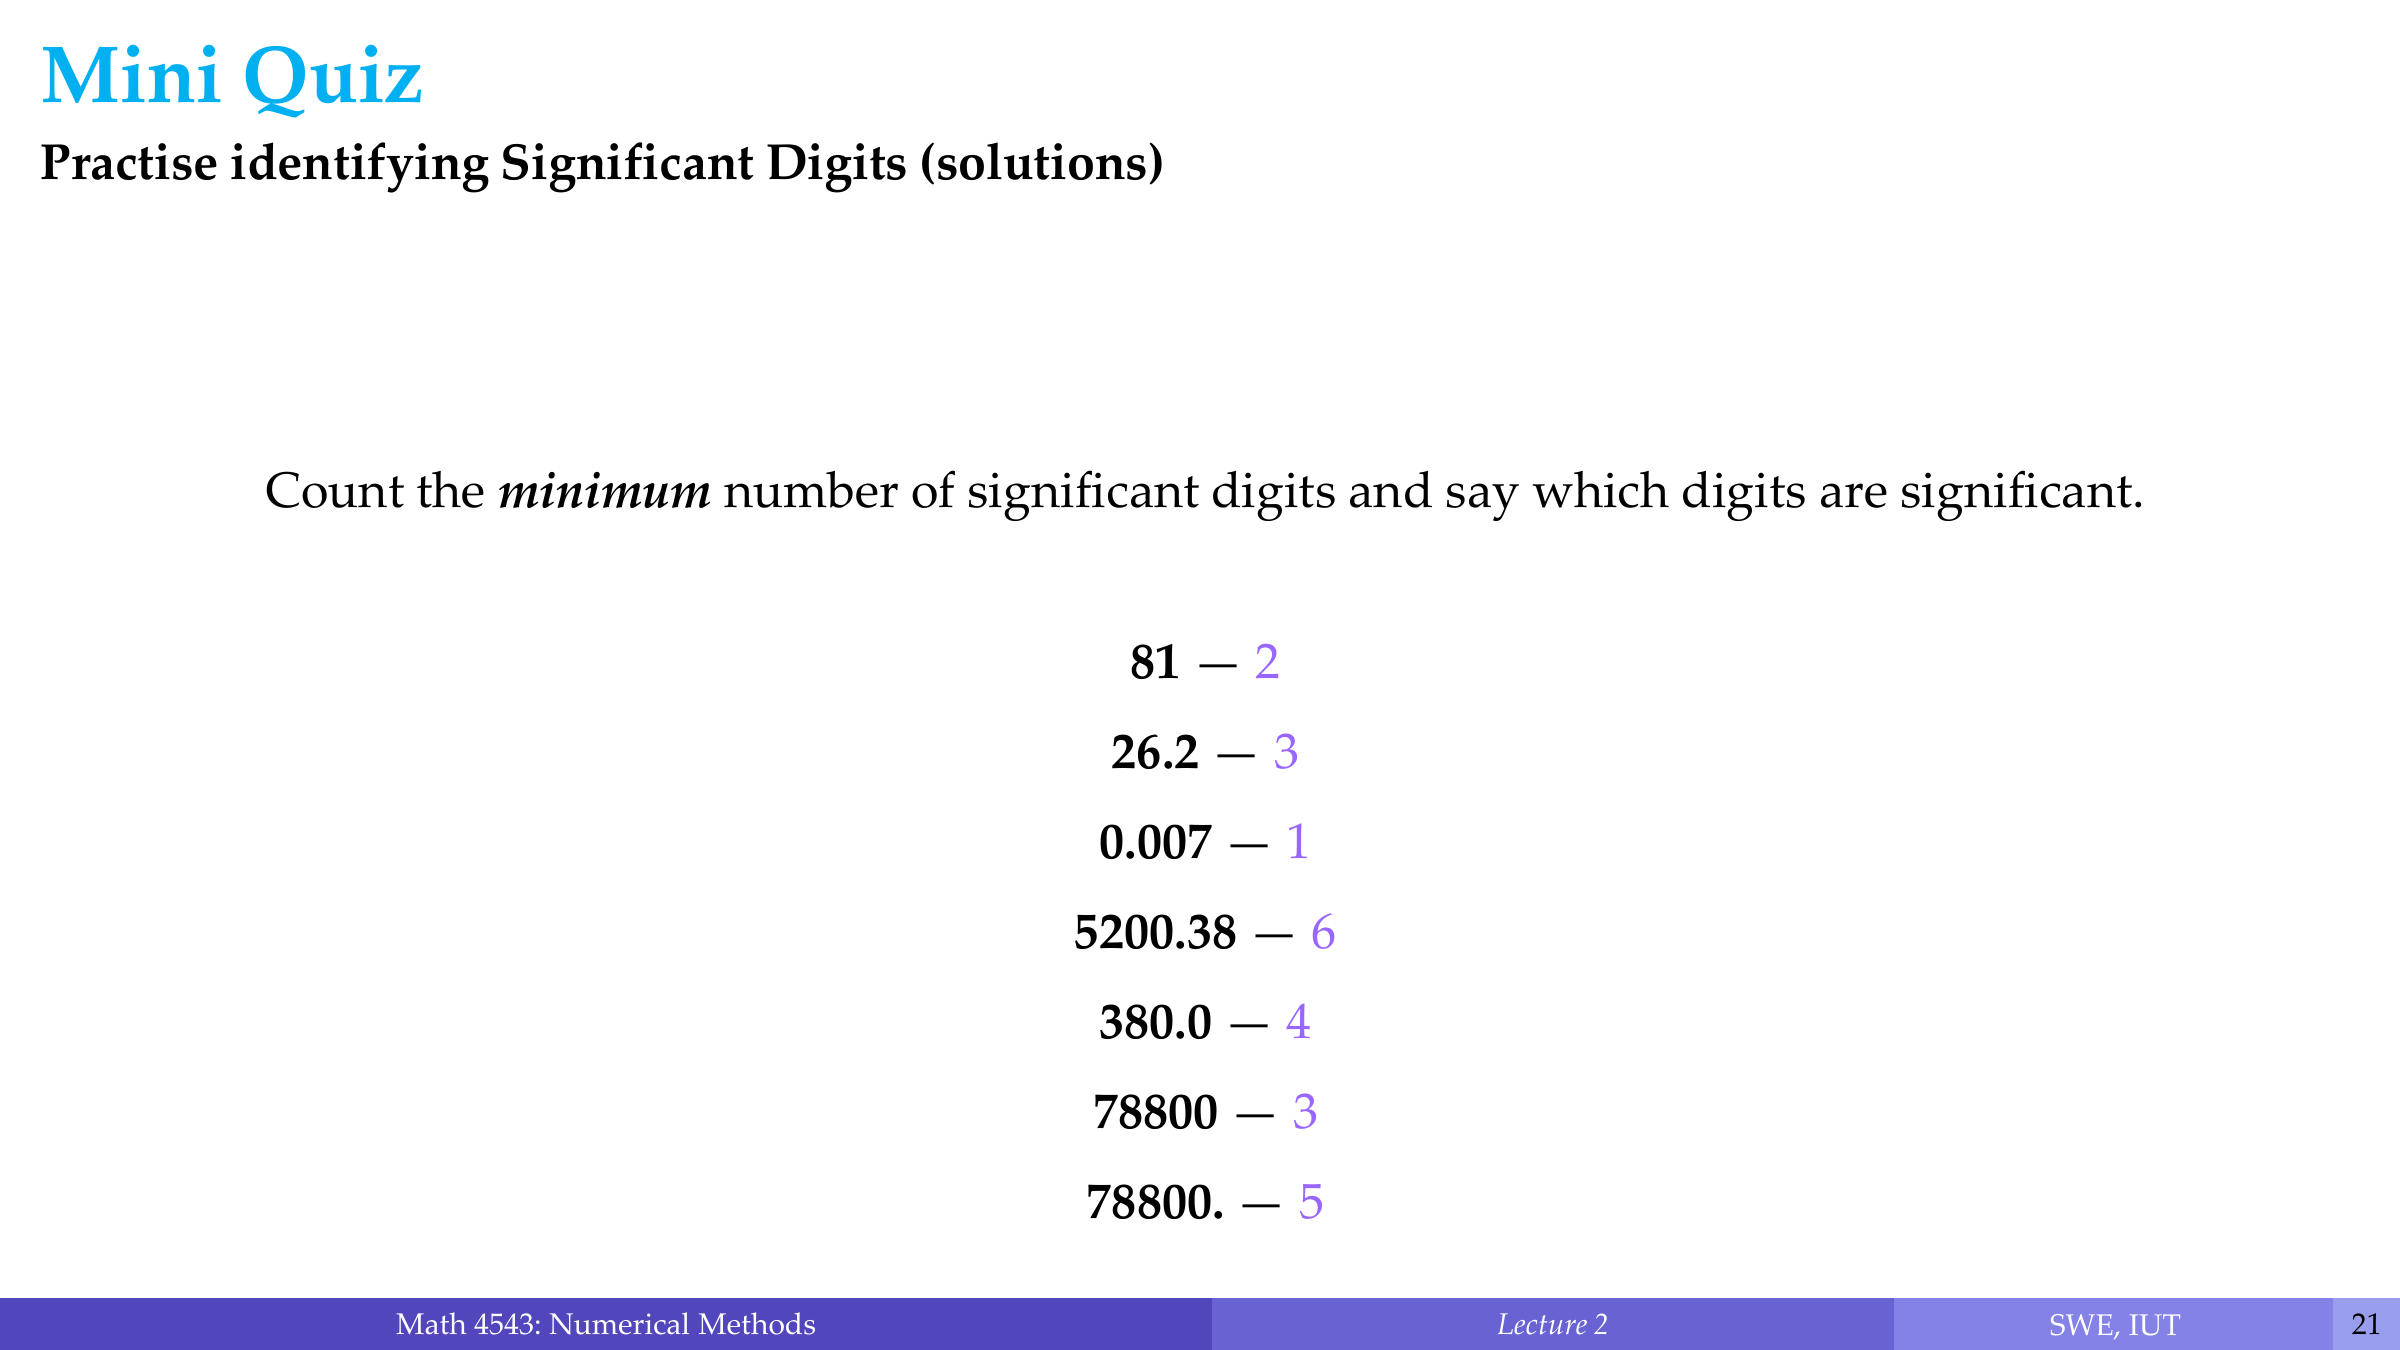 Mini Quiz
Practise identifying Significant Digits (solutions)
Count the minimum number of significant digits and say which digits are significant.
81 — 2
26.2 — 3
0.007 — 1
5200.38 — 6
380.0 — 4
78800 — 3
78800. — 5
Math 4543: Numerical Methods
Lecture 2
SWE, IUT
21